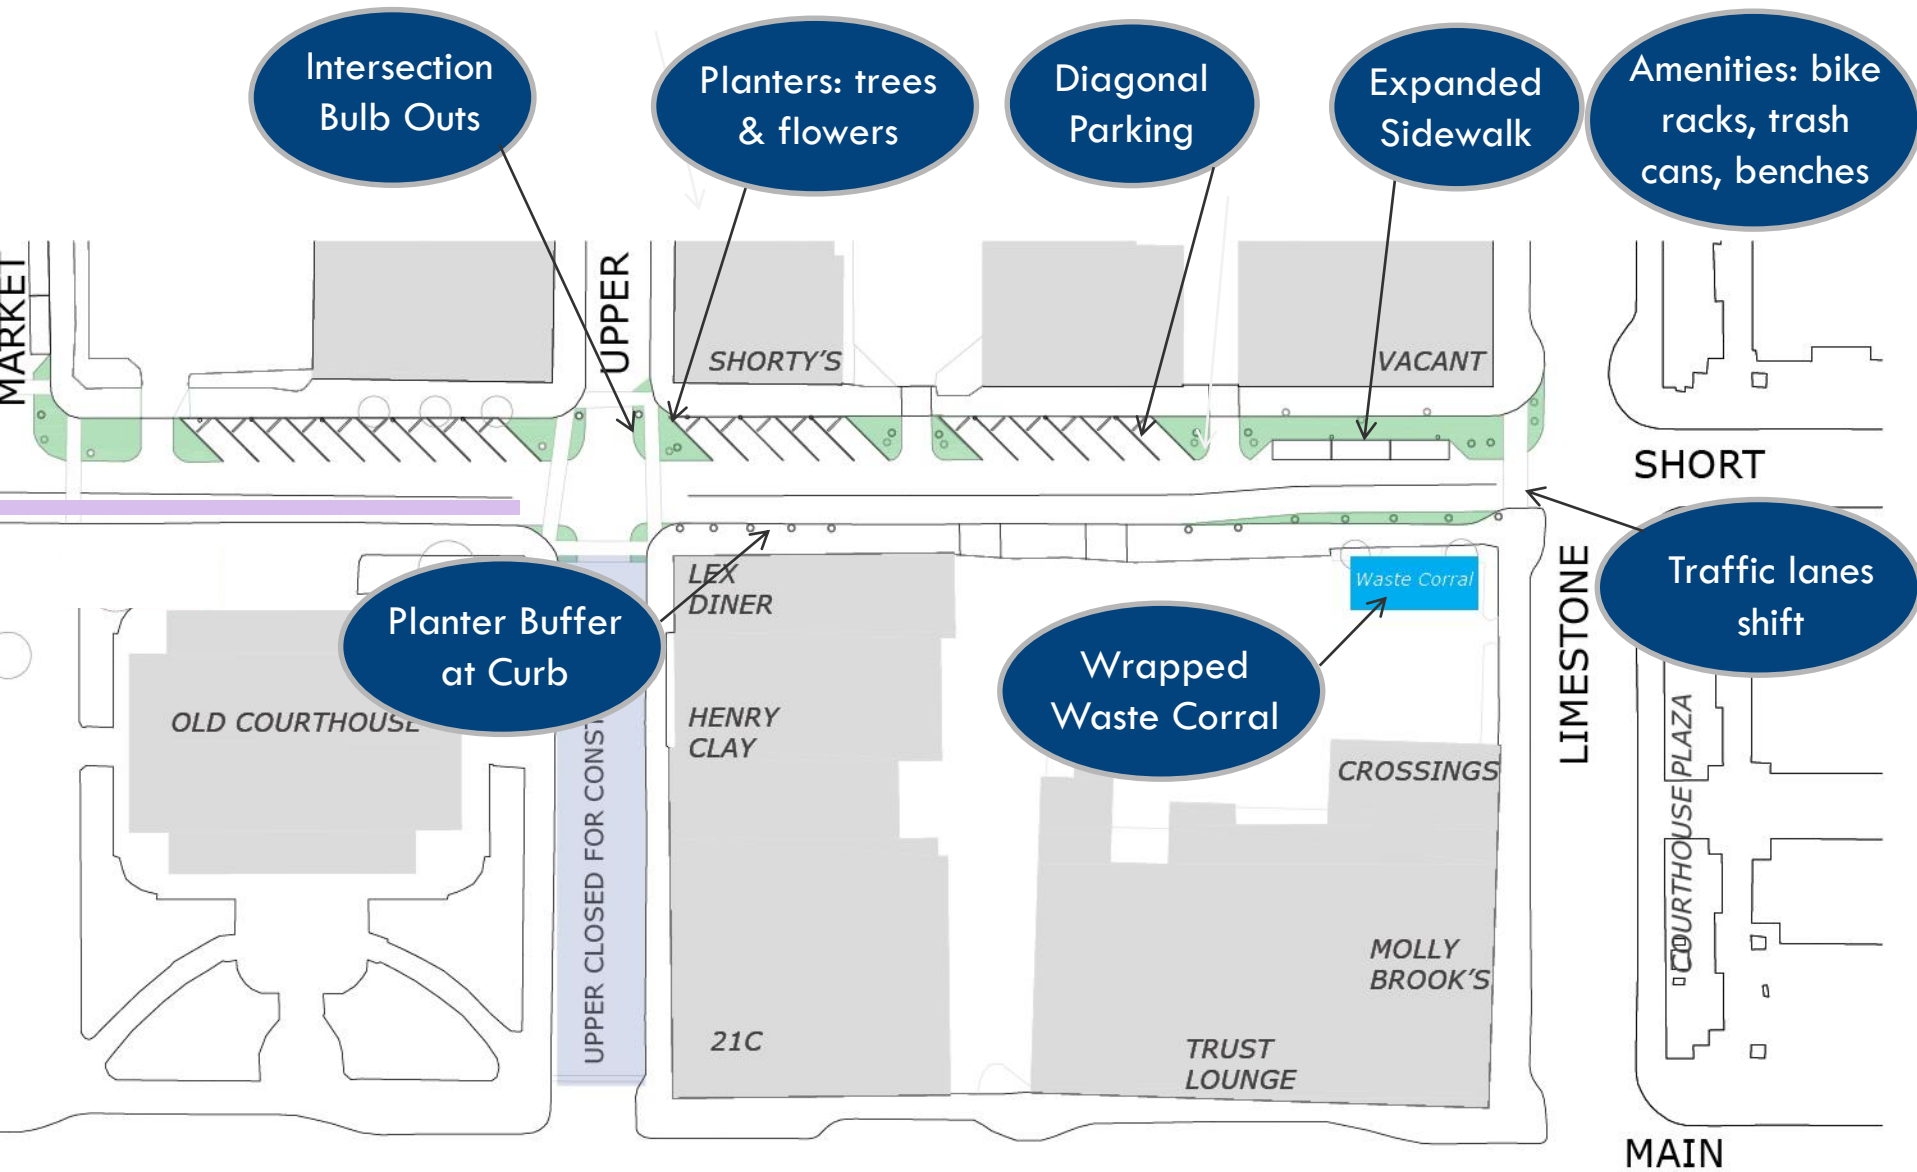 Intersection
Bulb Outs
Planters: trees
& flowers
Diagonal
Parking
Expanded
Sidewalk
Amenities: bike
racks, trash
cans, benches
MARKET
UPPER
SHORTY'S
VACANT
SHORT
LEX
DINER
Waste Corral
LIMESTONE
Traffic lanes
shift
Planter Buffer
at Curb
Wrapped
Waste Corral
OLD COURTHOUSE
HENRY
CLAY
UPPER CLOSED FOR CONST
CROSSINGS
COURTHOUSE PLAZA
MOLLY
BROOK'S
21C
TRUST
LOUNGE
MAIN